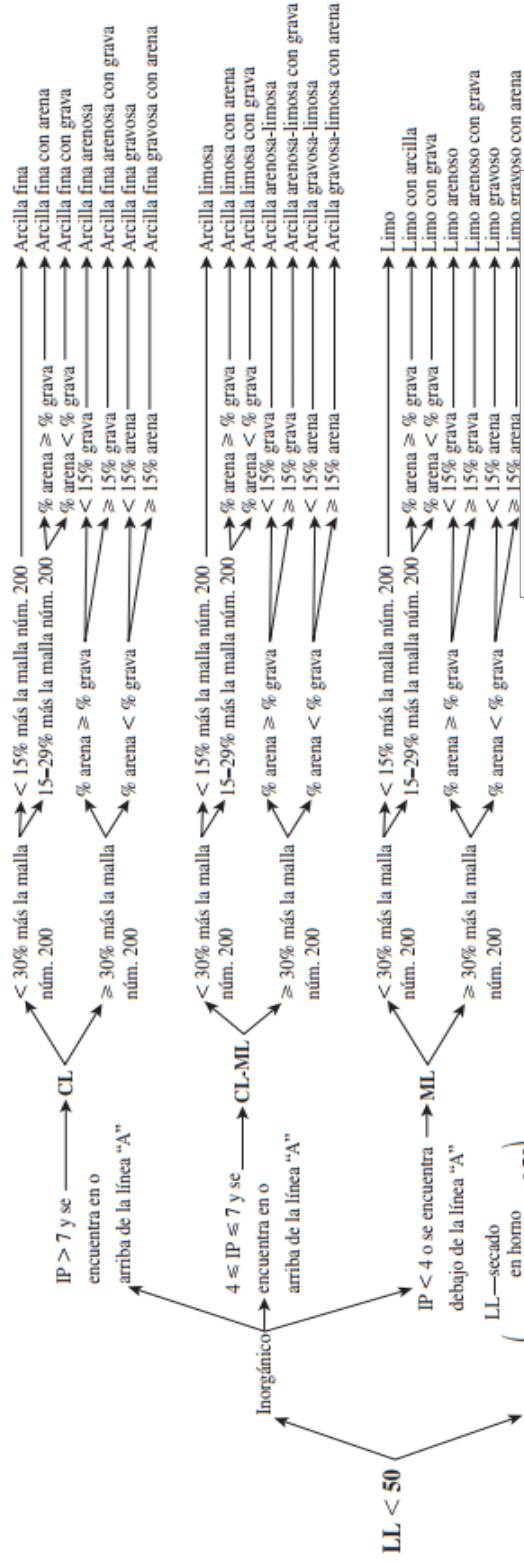 LL < 50
Inorgánico
IP > 7 y se
encuentra en o
arriba de la línea “A”
CL
< 30% más la malla
núm. 200
< 15% más la malla núm. 200
Arcilla fina
15–29% más la malla núm. 200
% arena ⩾ % grava
Arcilla fina con arena
% arena < % grava
Arcilla fina con grava
⩾ 30% más la malla
núm. 200
% arena ⩾ % grava
< 15% grava
Arcilla fina arenosa
⩾ 15% grava
Arcilla fina arenosa con grava
% arena < % grava
< 15% arena
Arcilla fina gravosa
⩾ 15% arena
Arcilla fina gravosa con arena
4 ⩽ IP ⩽ 7 y se
encuentra en o
arriba de la línea “A”
CL-ML
< 30% más la malla
núm. 200
< 15% más la malla núm. 200
Arcilla limosa
15–29% más la malla núm. 200
% arena ⩾ % grava
Arcilla limosa con arena
% arena < % grava
Arcilla limosa con grava
⩾ 30% más la malla
núm. 200
% arena ⩾ % grava
< 15% grava
Arcilla arenosa-limosa
⩾ 15% grava
Arcilla arenosa-limosa con grava
% arena < % grava
< 15% arena
Arcilla gravosa-limosa
⩾ 15% arena
Arcilla gravosa-limosa con arena
IP < 4 o se encuentra
debajo de la línea “A”
ML
< 30% más la malla
núm. 200
< 15% más la malla núm. 200
Limo
15–29% más la malla núm. 200
% arena ⩾ % grava
Limo con arcilla
% arena < % grava
Limo con grava
⩾ 30% más la malla
núm. 200
% arena ⩾ % grava
< 15% grava
Limo arenoso
⩾ 15% grava
Limo arenoso con grava
% arena < % grava
< 15% arena
Limo gravoso
⩾ 15% arena
Limo gravoso con arena
LL—secado
en horno